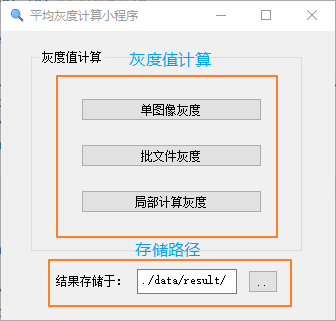 平均灰度计算小程序
灰度值计算 灰度值计算
单图像灰度
批文件灰度
局部计算灰度
存储路径
结果存储于： ./data/result/ ..